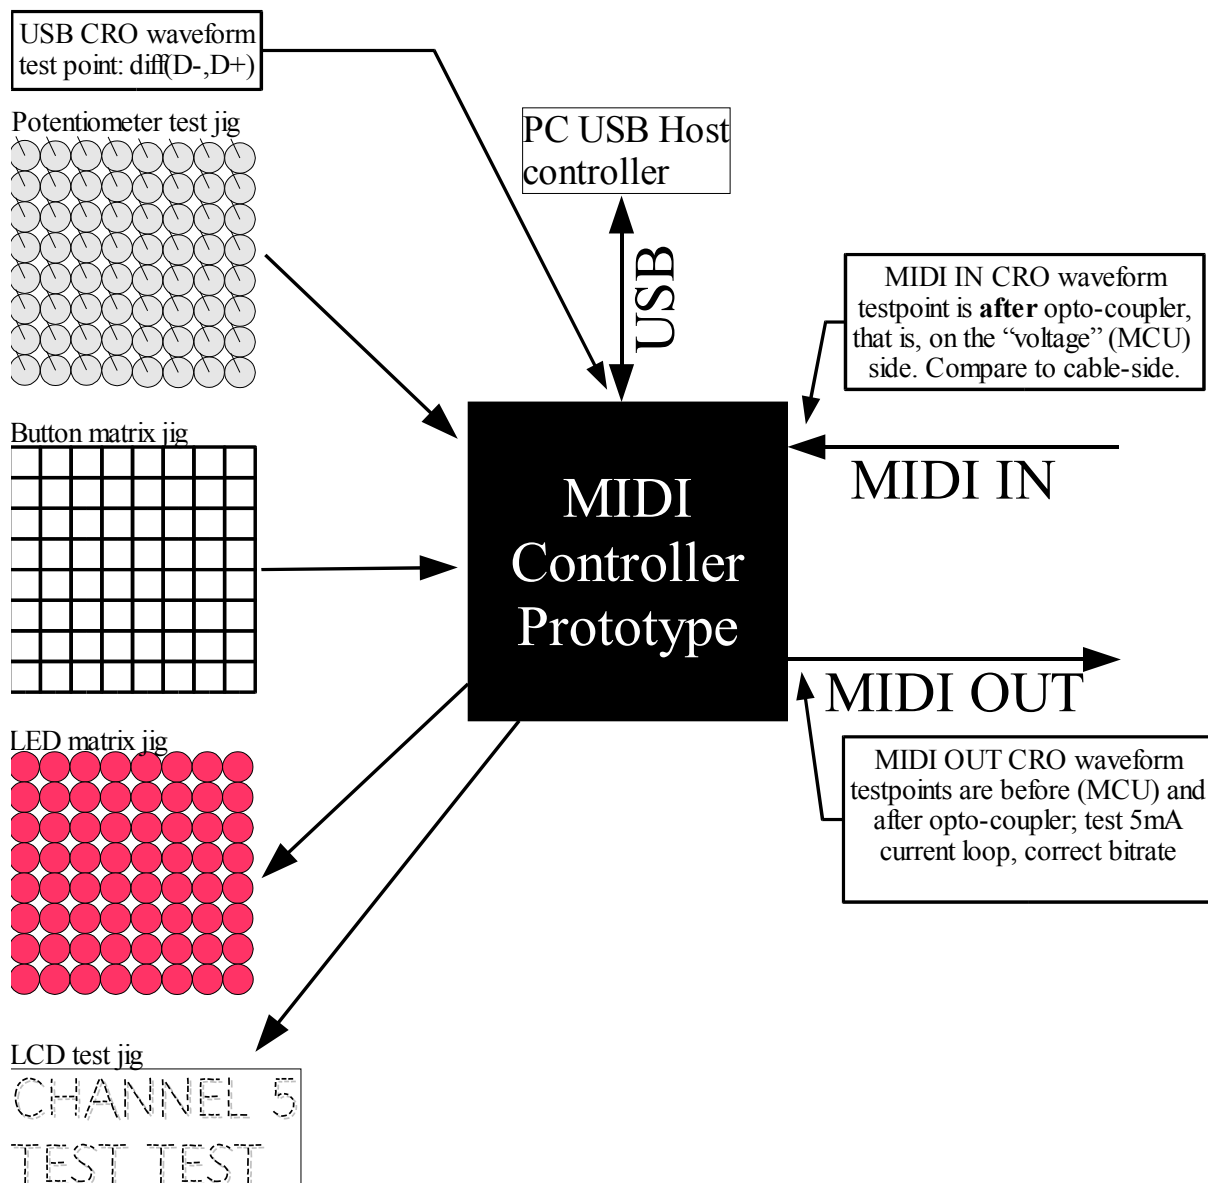 USB CRO waveform
test point: diff(D-,D+)
Potentiometer test jig
PC USB Host
controller
USB
MIDI IN CRO waveform
testpoint is after opto-coupler,
that is, on the “voltage” (MCU)
side. Compare to cable-side.
Button matrix jig
MIDI IN
MIDI
Controller
Prototype
MIDI OUT
LED matrix jig
MIDI OUT CRO waveform
testpoints are before (MCU) and
after opto-coupler; test 5mA
current loop, correct bitrate
LCD test jig
CHANNEL 5
TEST TEST